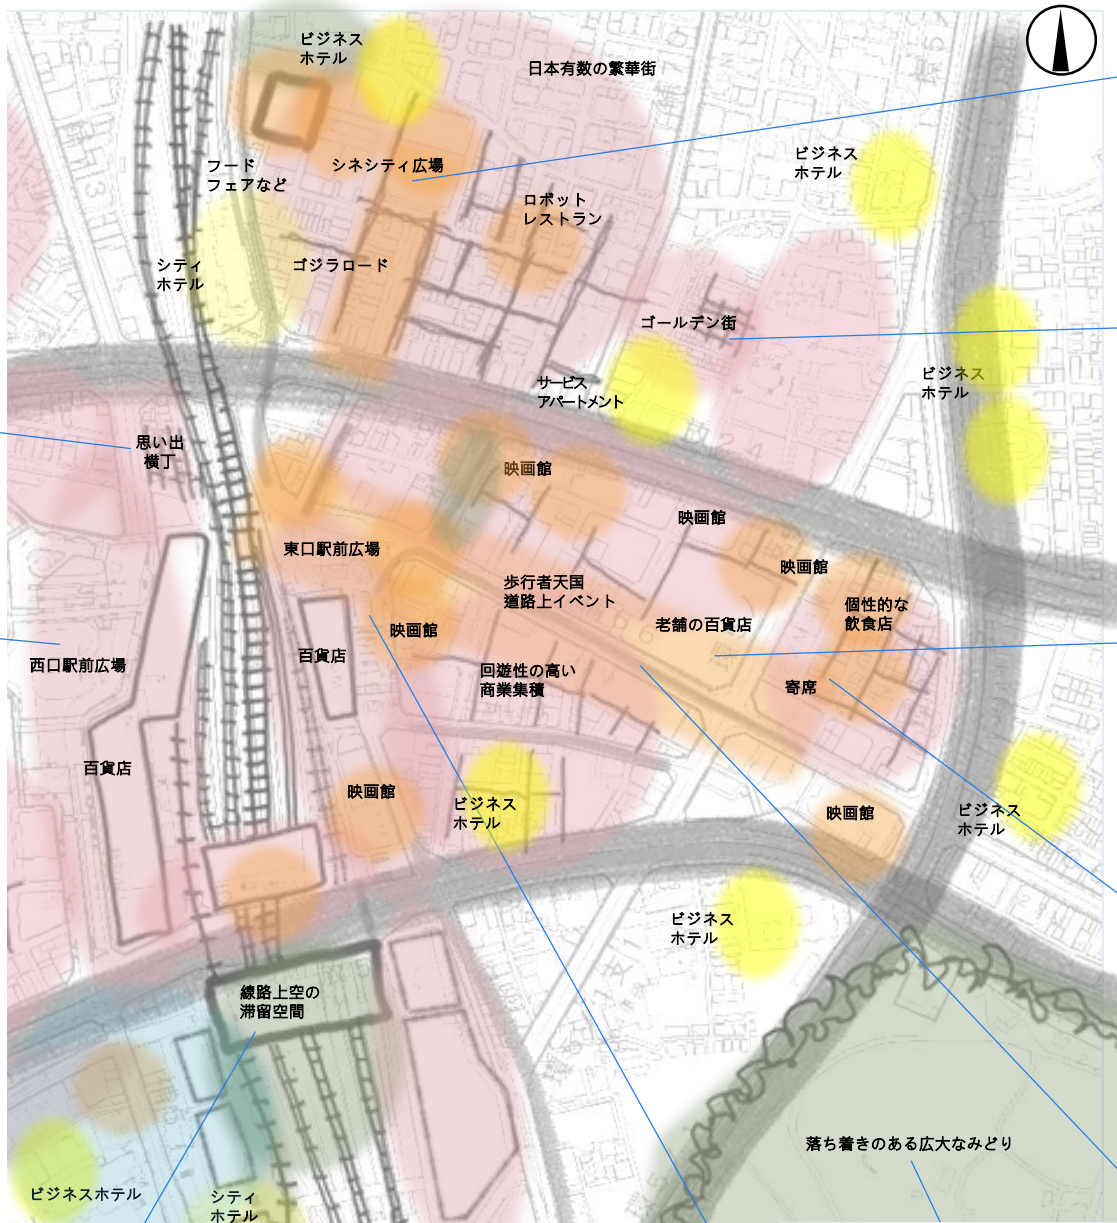 ビジネス
ホテル
日本有数の繁華街
フード
フェアなど
シネシティ広場
ビジネス
ホテル
ロボット
レストラン
シティ
ホテル
ゴジラロード
ゴールデン街
サービス
アパートメント
ビジネス
ホテル
思い出
横丁
映画館
映画館
東口駅前広場
映画館
歩行者天国
道路上イベント
個性的な
飲食店
映画館
老舗の百貨店
西口駅前広場
百貨店
回遊性の高い
商業集積
寄席
百貨店
映画館
ビジネス
ホテル
映画館
ビジネス
ホテル
ビジネス
ホテル
線路上空の
滞留空間
落ち着きのある広大なみどり
ビジネスホテル
シティ
ホテル